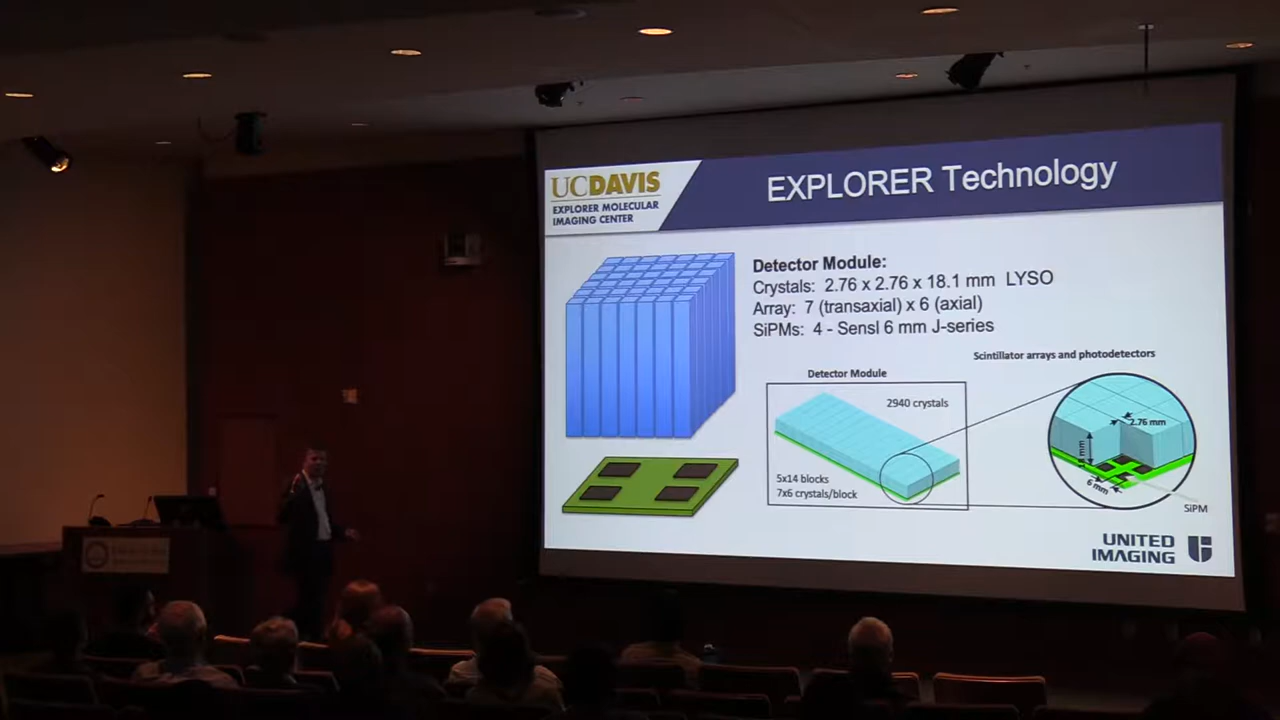 UCDAVIS
EXPLORER MOLECULAR
IMAGING CENTER
EXPLORER Technology
Detector Module:
Crystals: 2.76 x 2.76 x 18.1 mm LYSO
Array: 7 (transaxial) x 6 (axial)
SiPMs: 4 - Sensl 6 mm J-series
Scintillator arrays and photodetectors
Detector Module
2940 crystals
5x14 blocks
7x6 crystals/block
2.76 mm
mm
6 mm
SiPM
UNITED
IMAGING